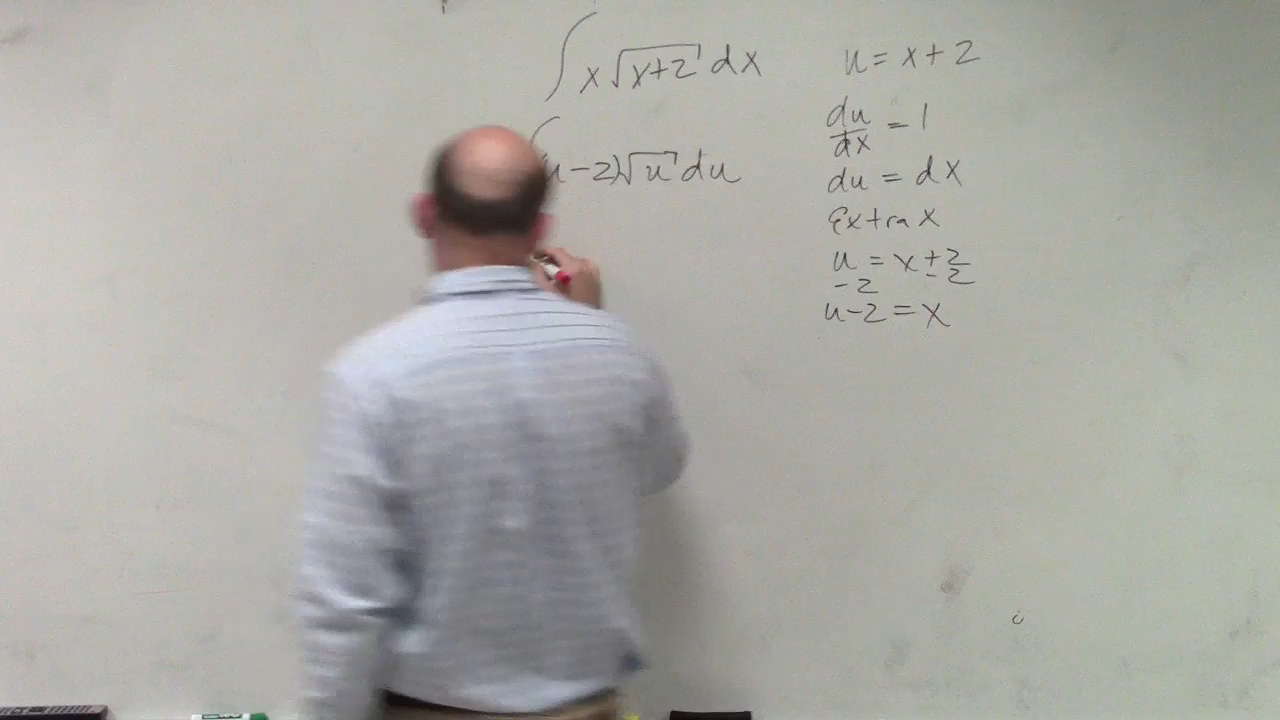 ∫ x √(x+2) dx
∫ (u-2)√u du
u = x + 2
du/dx = 1
du = dx
Extra x
u = x + 2
-2 - 2
u-2 = x